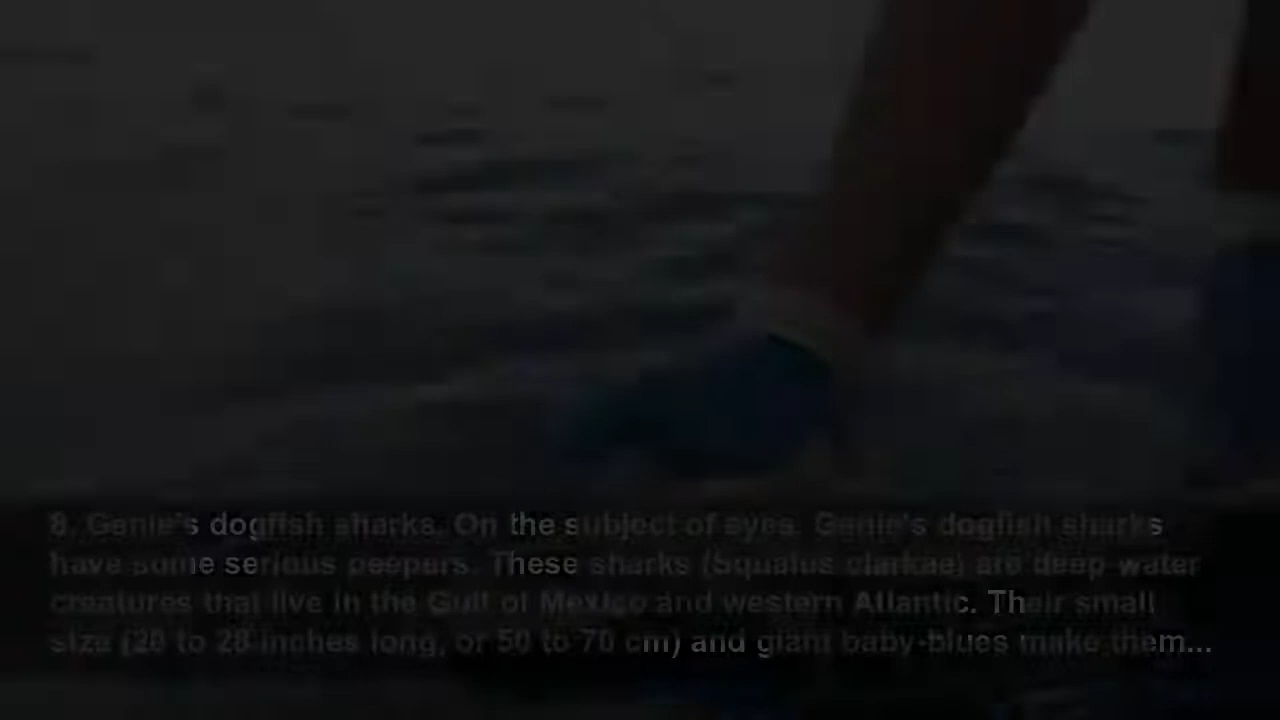 8. Genie's dogfish sharks. On the subject of eyes. Genie's dogfish sharks
have some serious peepers. These sharks (Squalus clarkae) are deep-water
creatures that live in the Gulf of Mexico and western Atlantic. Their small
size (20 to 28 inches long, or 50 to 70 cm) and giant baby-blues make them...